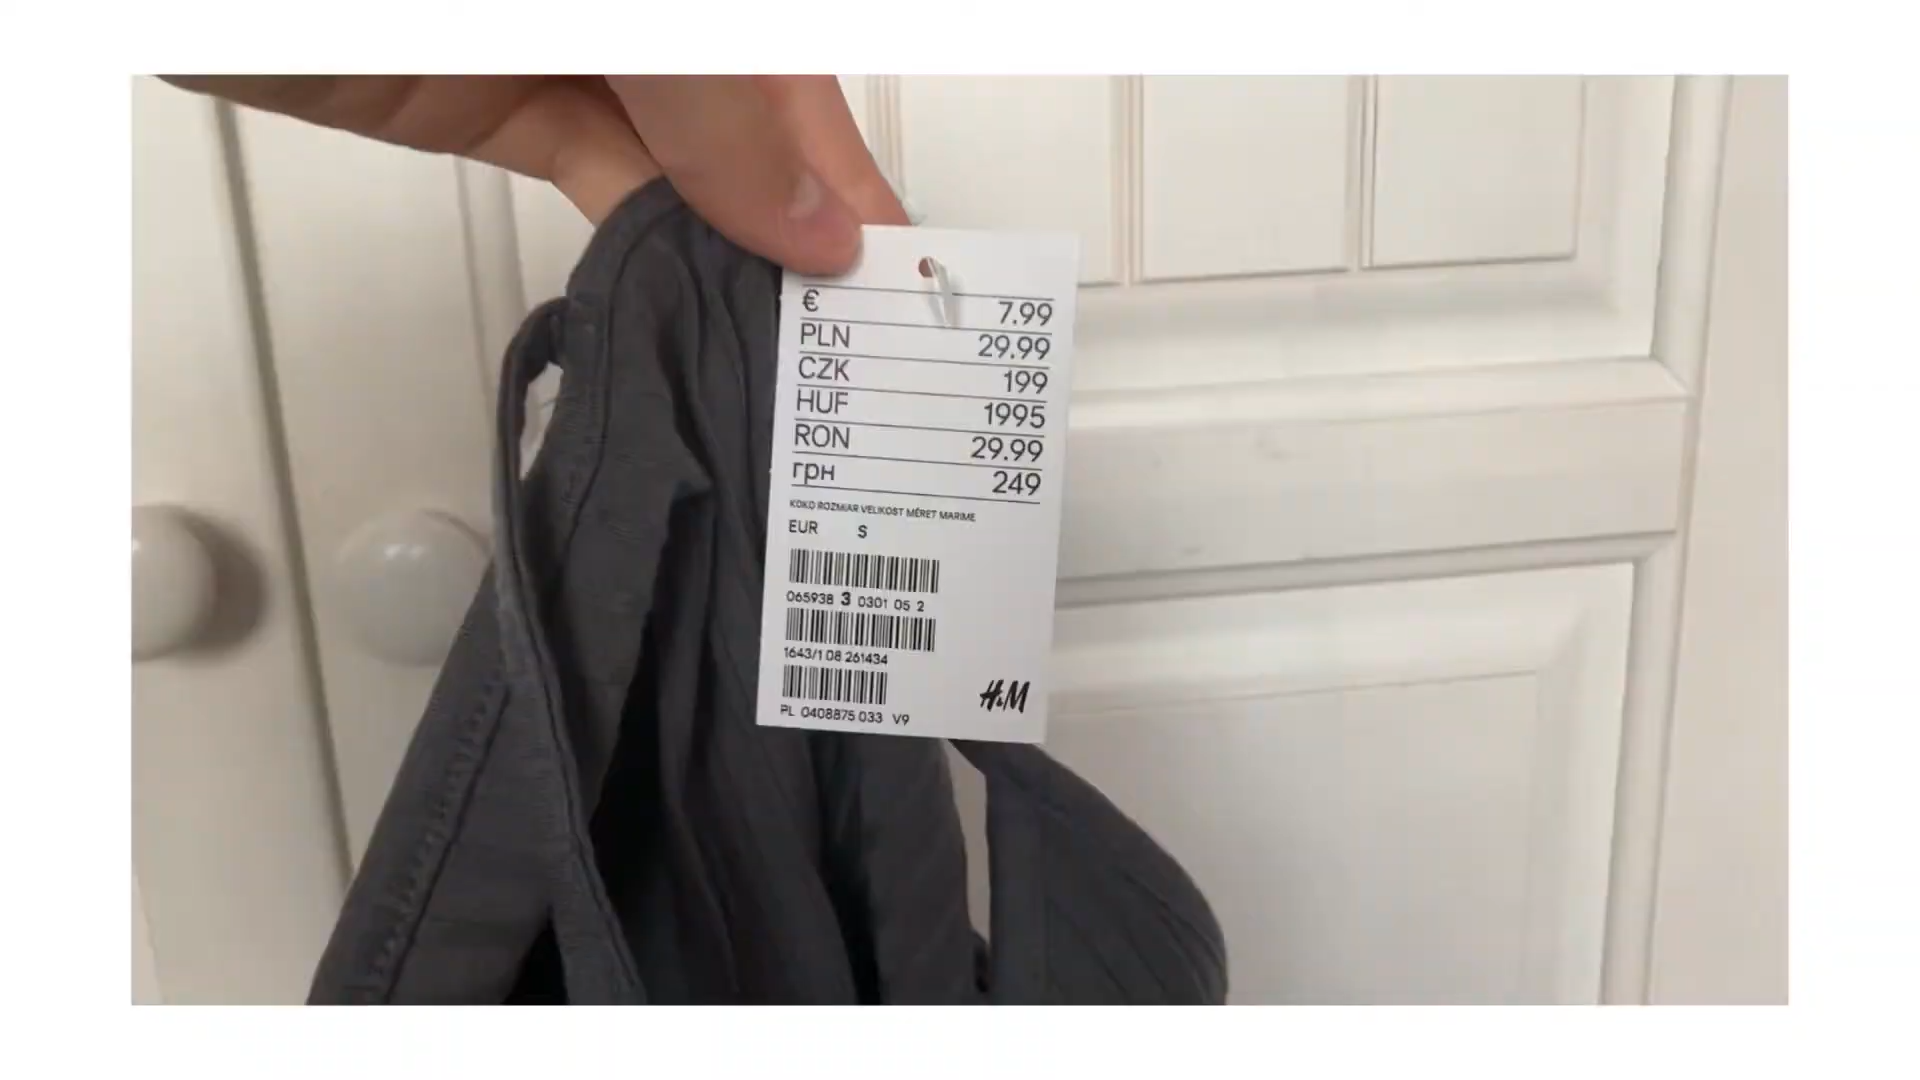 € 7.99
PLN 29.99
CZK 199
HUF 1995
RON 29.99
грн 249
KOKO ROZMIAR VELIKOST MÉRET MARIME
EUR S
065938 3 0301 05 2
1643/1 08 261434
PL 0408875 033 V9
H&M